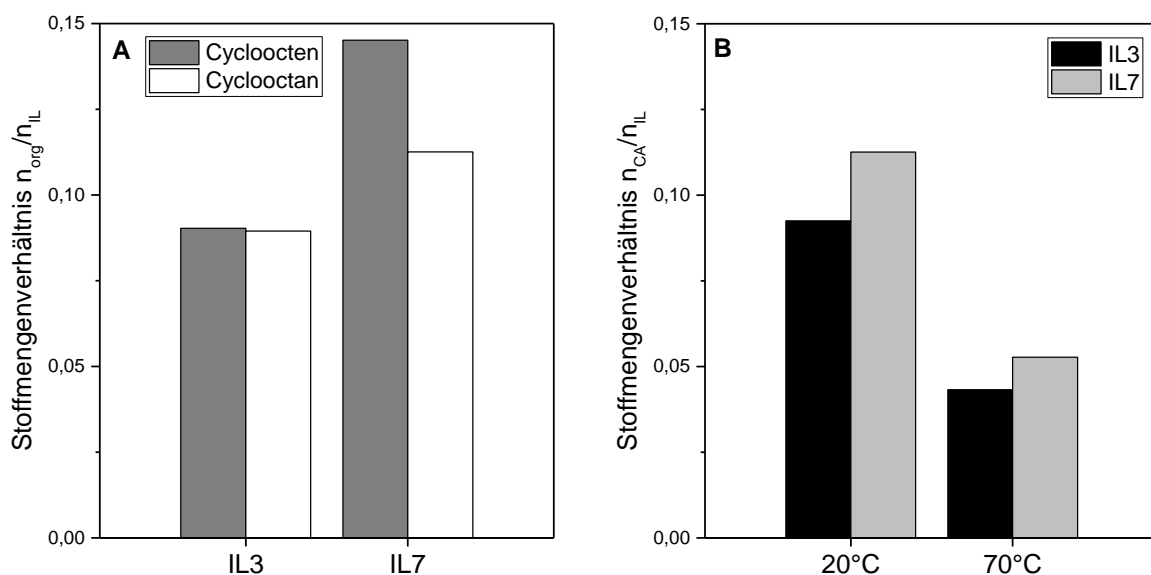 A
Cycloocten
Cyclooctan
Stoffmengenverhältnis n_org/n_IL
0,15
0,10
0,05
0,00
IL3
IL7
B
IL3
IL7
Stoffmengenverhältnis n_CA/n_IL
0,15
0,10
0,05
0,00
20°C
70°C